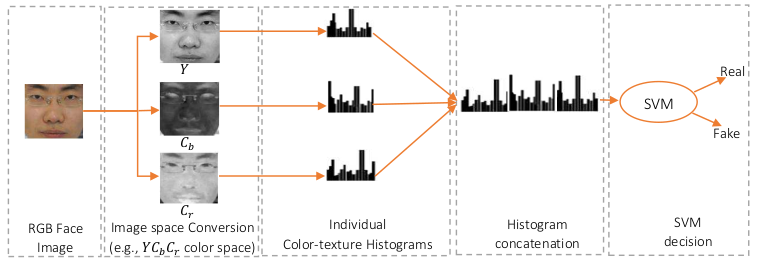 Y
C_b
C_r
SVM
Real
Fake
RGB Face
Image
Image space Conversion
(e.g., YC_bC_r color space)
Individual
Color-texture Histograms
Histogram
concatenation
SVM
decision